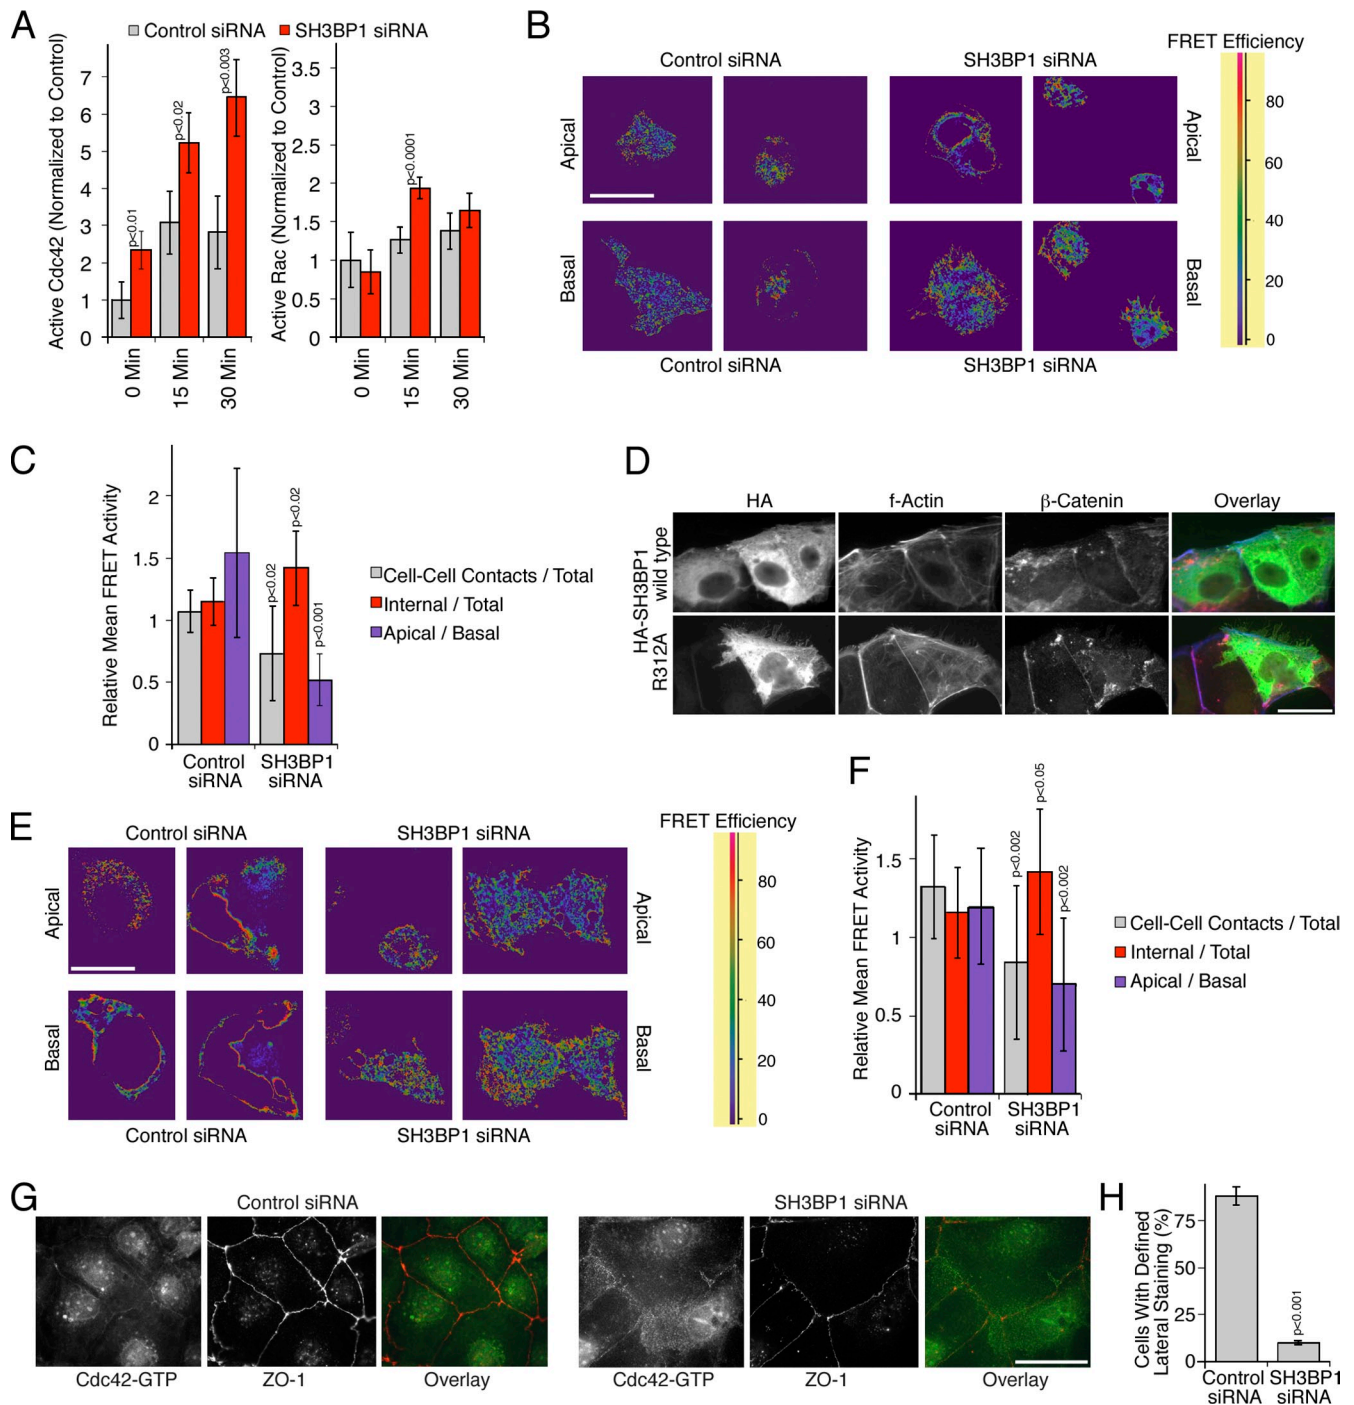 A
Control siRNA
SH3BP1 siRNA
Active Cdc42 (Normalized to Control)
7
6
5
4
3
2
1
0
p<0.01
p<0.02
p<0.003
0 Min
15 Min
30 Min
Active Rac (Normalized to Control)
3.5
3
2.5
2
1.5
1
0.5
0
p<0.0001
0 Min
15 Min
30 Min
B
Control siRNA
SH3BP1 siRNA
FRET Efficiency
Apical
Apical
Basal
Basal
Control siRNA
SH3BP1 siRNA
80
60
40
20
0
C
Relative Mean FRET Activity
2
1.5
1
0.5
0
p<0.02
p<0.02
p<0.001
Control
siRNA
SH3BP1
siRNA
Cell-Cell Contacts / Total
Internal / Total
Apical / Basal
D
HA
f-Actin
β-Catenin
Overlay
HA-SH3BP1
wild type
R312A
E
Control siRNA
SH3BP1 siRNA
FRET Efficiency
Apical
Apical
Basal
Basal
Control siRNA
SH3BP1 siRNA
80
60
40
20
0
F
Relative Mean FRET Activity
1.5
1
0.5
0
p<0.002
p<0.05
p<0.002
Control
siRNA
SH3BP1
siRNA
Cell-Cell Contacts / Total
Internal / Total
Apical / Basal
G
Control siRNA
SH3BP1 siRNA
Cdc42-GTP
ZO-1
Overlay
Cdc42-GTP
ZO-1
Overlay
H
Cells With Defined
Lateral Staining (%)
75
50
25
0
p<0.001
Control
siRNA
SH3BP1
siRNA